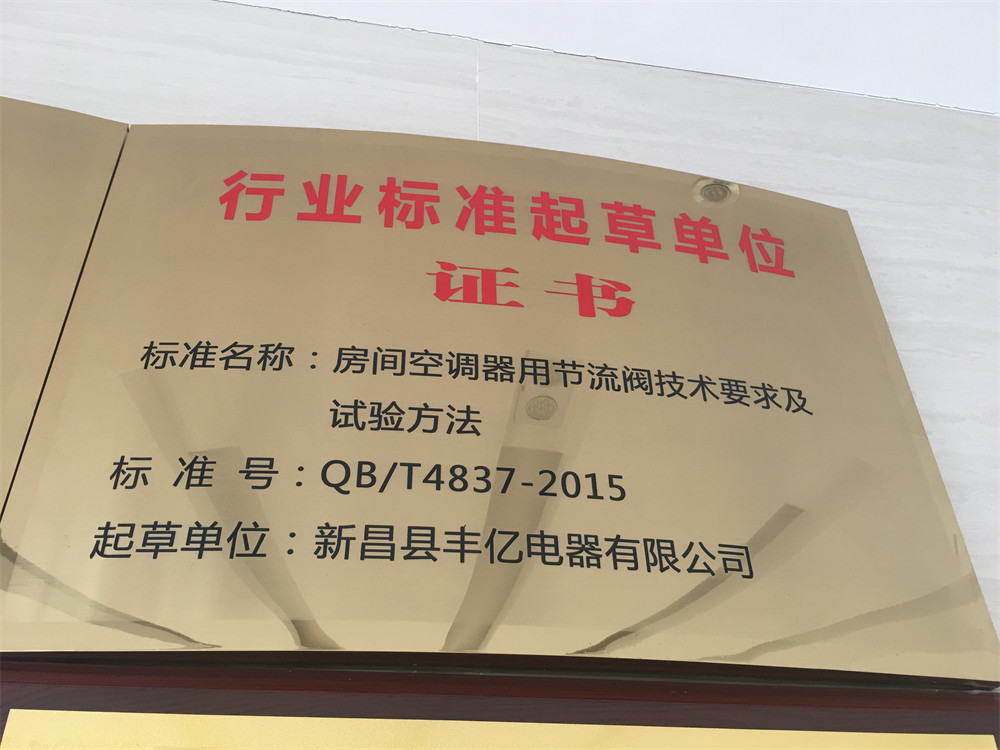 行业标准起草单位
证书
标准名称：房间空调器用节流阀技术要求及
试验方法
标 准 号：QB/T4837-2015
起草单位：新昌县丰亿电器有限公司